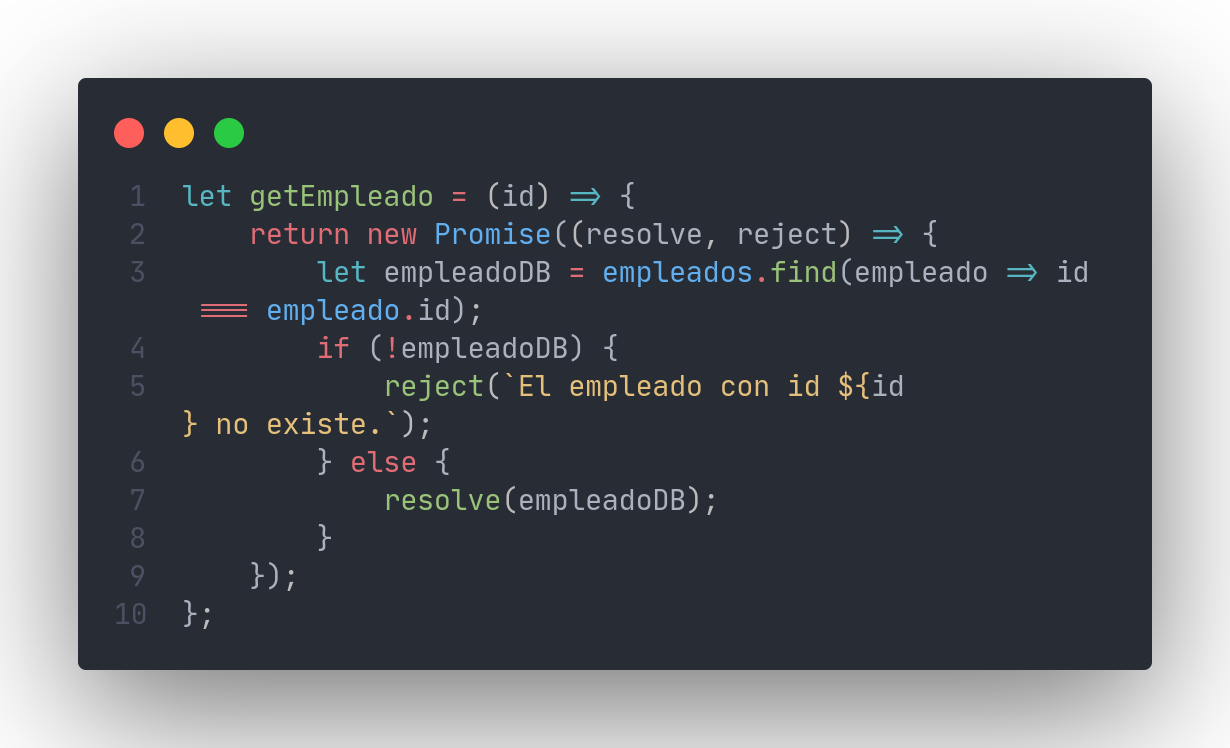 1 let getEmpleado = (id) => {
2     return new Promise((resolve, reject) => {
3         let empleadoDB = empleados.find(empleado => id
 === empleado.id);
4         if (!empleadoDB) {
5             reject(`El empleado con id ${id
} no existe.`);
6         } else {
7             resolve(empleadoDB);
8         }
9     });
10 };